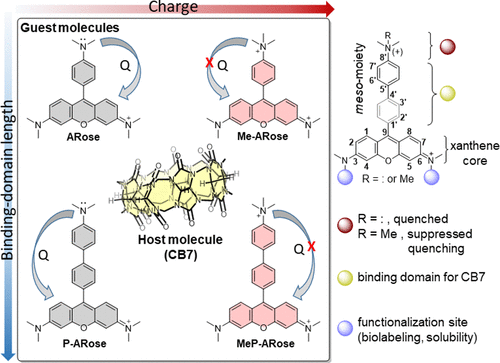 Charge
Binding-domain length
Guest molecules
N
Q
O
N
N
+
ARose
N
+
X
Q
O
N
N
+
Me-ARose
Host molecule
(CB7)
N
Q
O
N
N
+
P-ARose
N
+
Q
X
O
N
N
+
MeP-ARose
R
N (+)
8'
7'
6'
5'
4'
3'
2'
1'
meso-moiety
1
9
8
2
7
3
4
O
5
6
N
N
+
xanthene
core
R = : or Me
R = : , quenched
R = Me , suppressed
quenching
binding domain for CB7
functionalization site
(biolabeling, solubility)